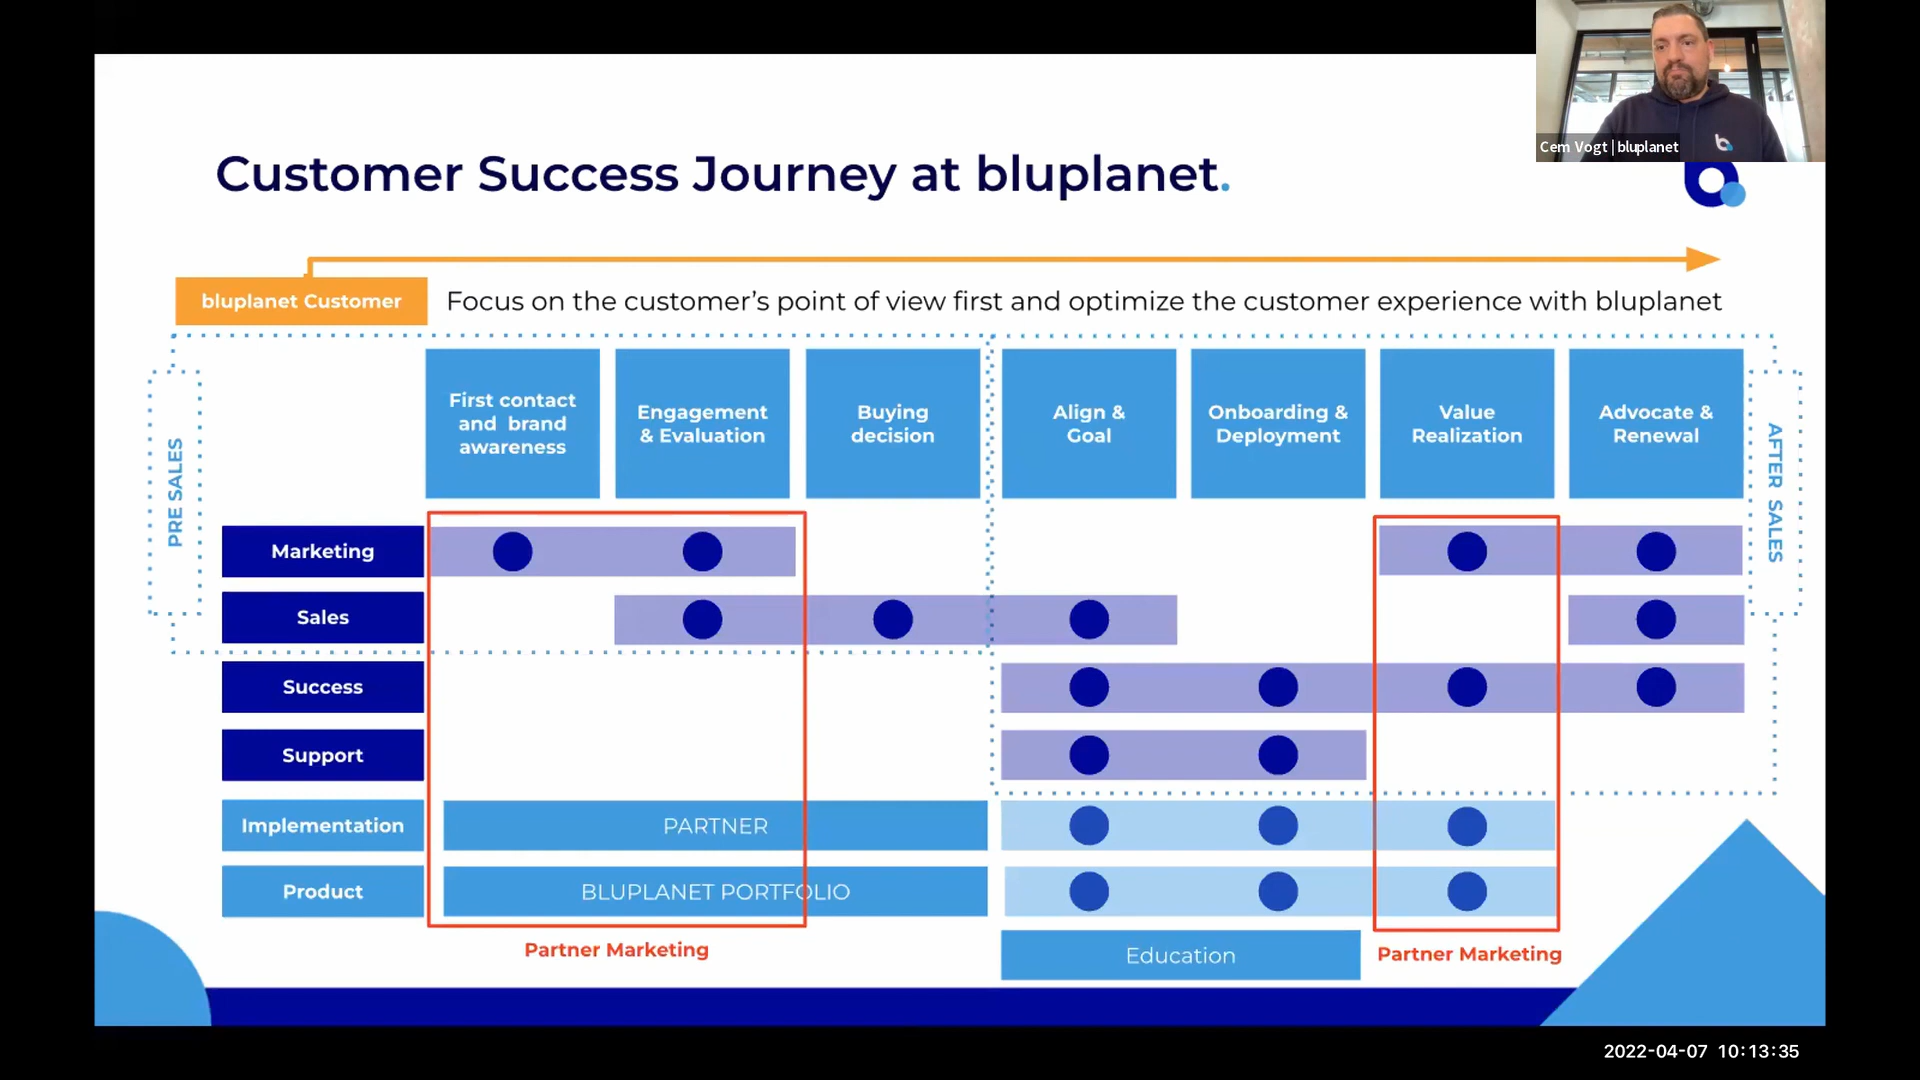 Cem Vogt | bluplanet
Customer Success Journey at bluplanet.
bluplanet Customer
Focus on the customer's point of view first and optimize the customer experience with bluplanet
PRE SALES
First contact
and brand
awareness
Engagement
& Evaluation
Buying
decision
Align &
Goal
Onboarding &
Deployment
Value
Realization
Advocate &
Renewal
AFTER SALES
Marketing
Sales
Success
Support
Implementation
PARTNER
Product
BLUPLANET PORTFOLIO
Partner Marketing
Education
Partner Marketing
2022-04-07 10:13:35